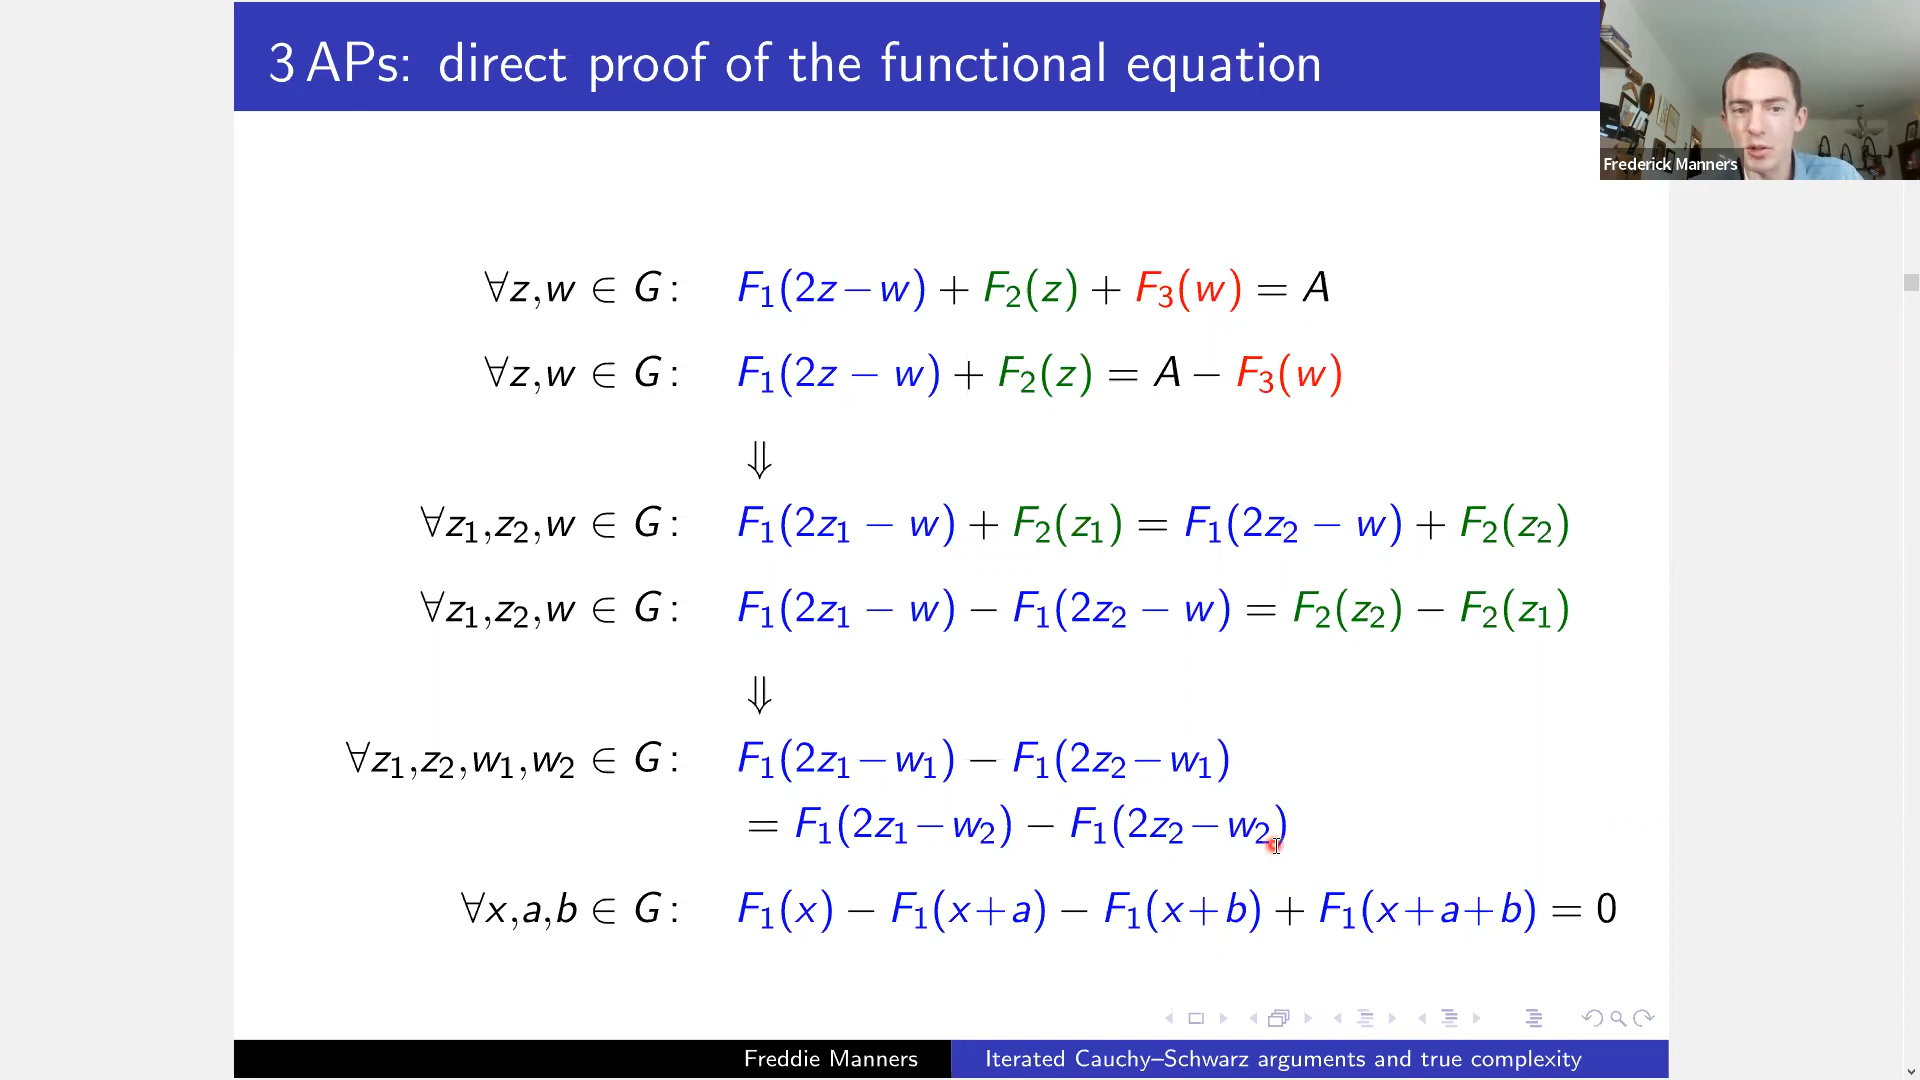 3 APs: direct proof of the functional equation
Frederick Manners
∀z,w ∈ G: F₁(2z−w) + F₂(z) + F₃(w) = A
∀z,w ∈ G: F₁(2z − w) + F₂(z) = A − F₃(w)
⇓
∀z₁,z₂,w ∈ G: F₁(2z₁ − w) + F₂(z₁) = F₁(2z₂ − w) + F₂(z₂)
∀z₁,z₂,w ∈ G: F₁(2z₁ − w) − F₁(2z₂ − w) = F₂(z₂) − F₂(z₁)
⇓
∀z₁,z₂,w₁,w₂ ∈ G: F₁(2z₁−w₁) − F₁(2z₂−w₁)
= F₁(2z₁−w₂) − F₁(2z₂−w₂)
∀x,a,b ∈ G: F₁(x) − F₁(x+a) − F₁(x+b) + F₁(x+a+b) = 0
Freddie Manners Iterated Cauchy–Schwarz arguments and true complexity